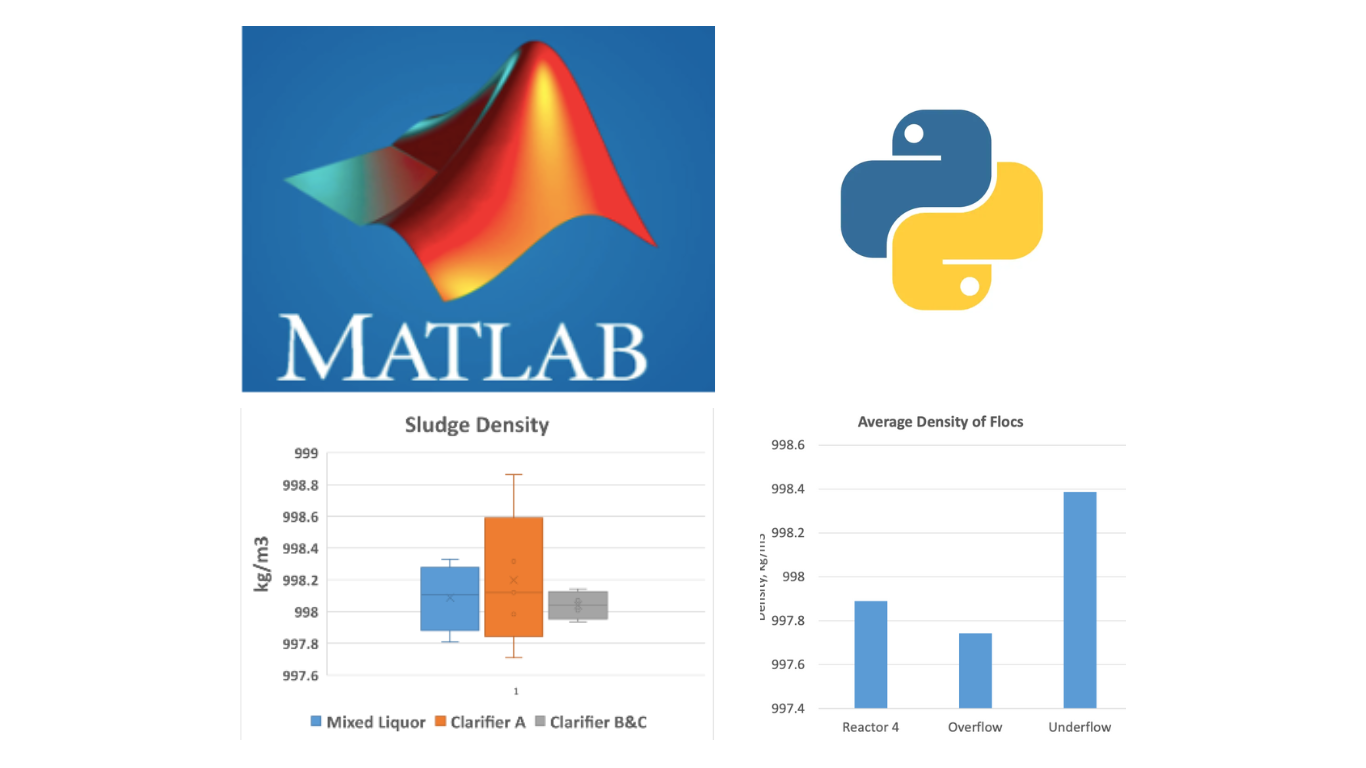 MATLAB
Sludge Density
999
998.8
998.6
998.4
998.2
998
997.8
997.6
kg/m3
1
Mixed Liquor Clarifier A Clarifier B&C
Average Density of Flocs
998.6
998.4
998.2
998
997.8
997.6
997.4
Density, kg/m3
Reactor 4 Overflow Underflow